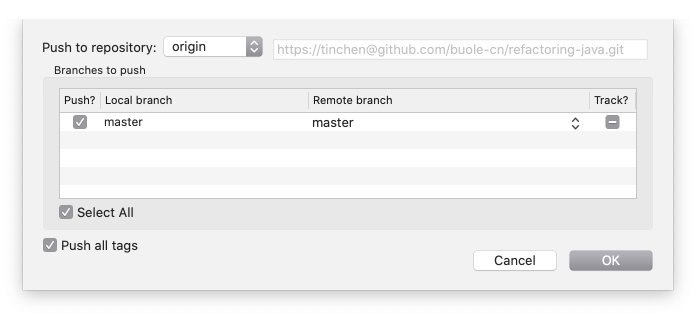 Push to repository: origin https://tinchen@github.com/buole-cn/refactoring-java.git
Branches to push
Push? Local branch Remote branch Track?
master master
Select All
Push all tags
Cancel OK